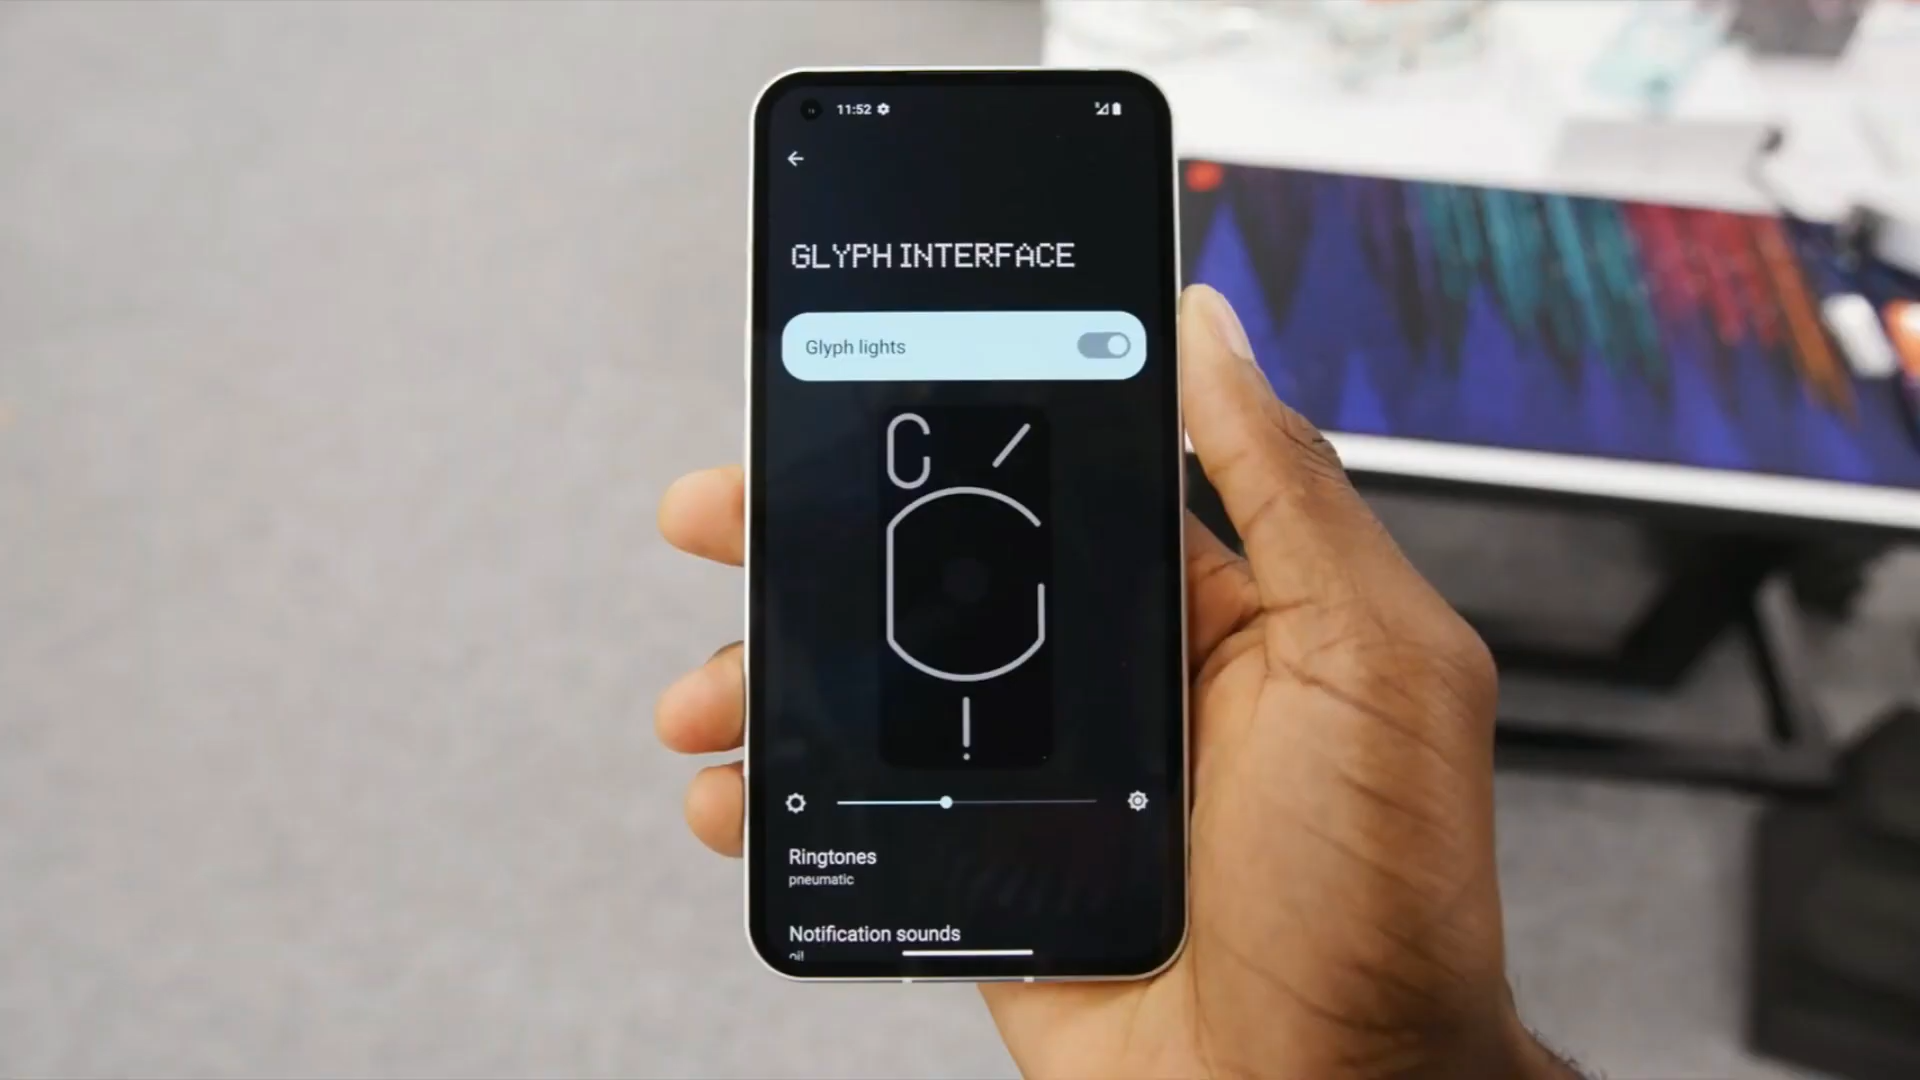 11:52
GLYPH INTERFACE
Glyph lights
Ringtones
pneumatic
Notification sounds